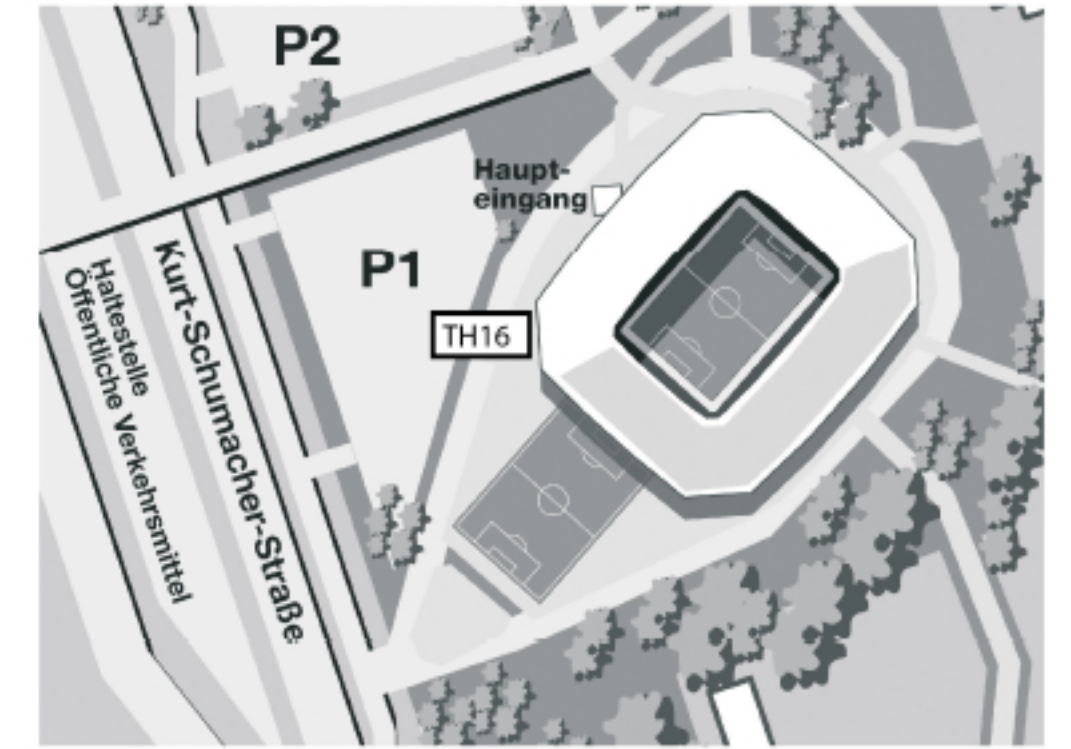 P2
Haupt-
eingang
P1
TH16
Kurt-Schumacher-Straße
Haltestelle
Öffentliche Verkehrsmittel